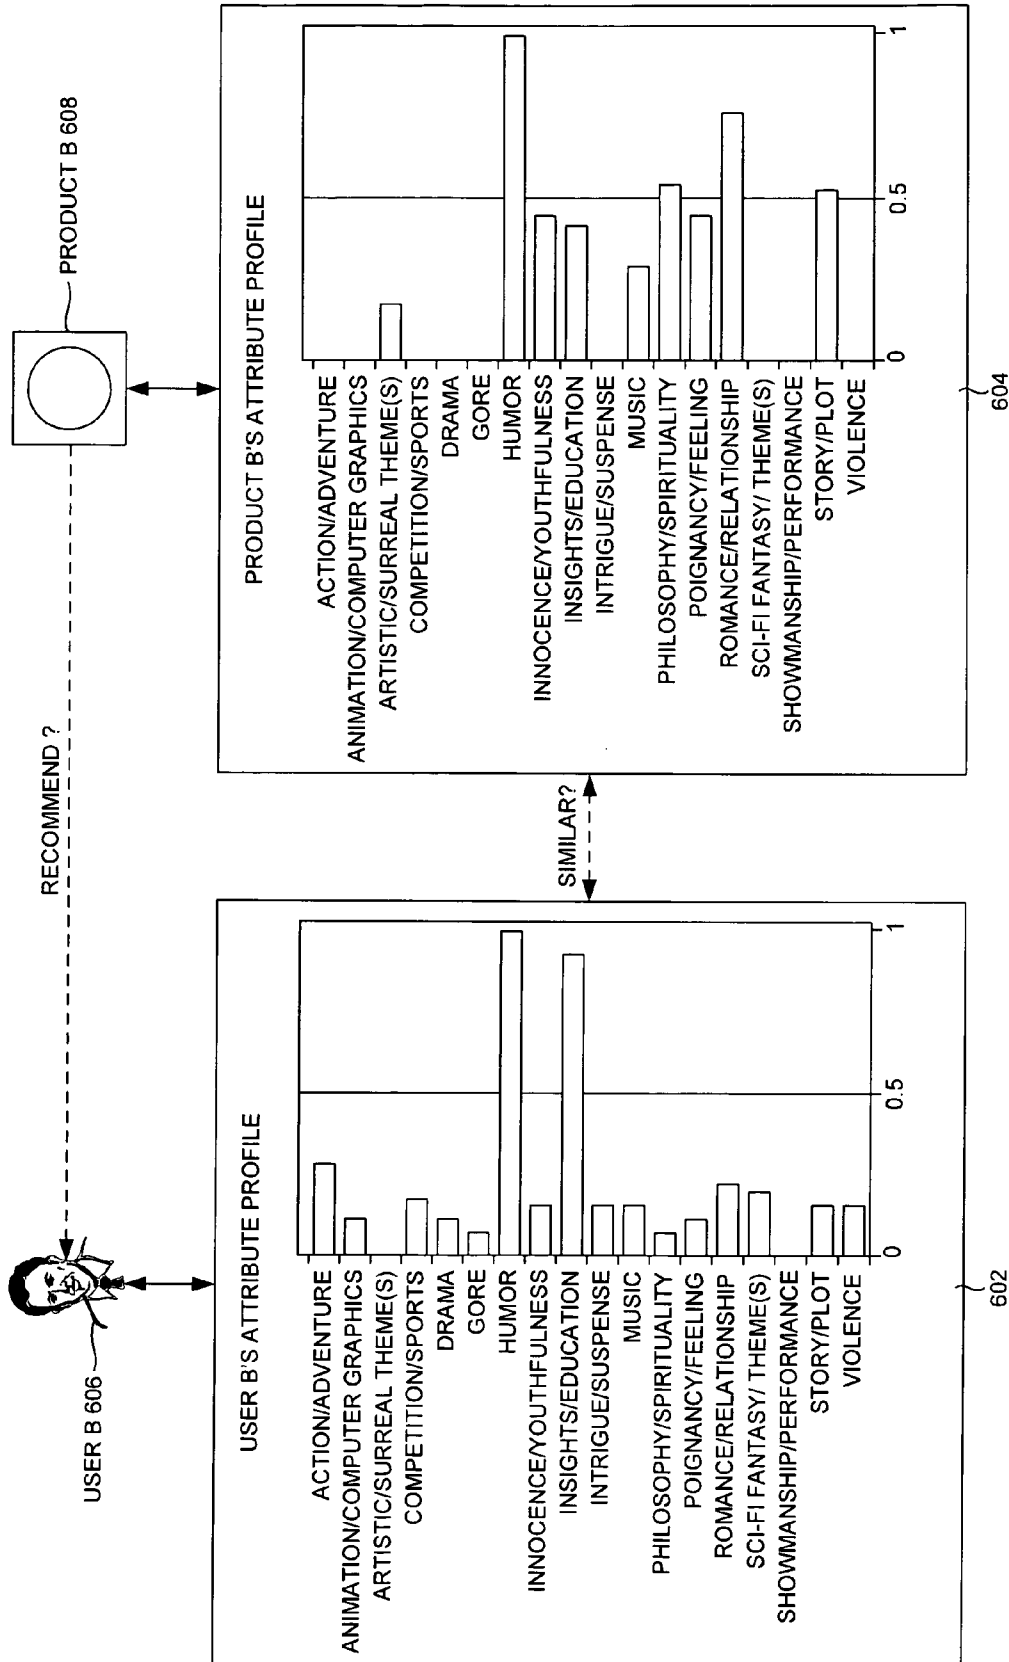 USER B 606
RECOMMEND ?
PRODUCT B 608
USER B'S ATTRIBUTE PROFILE
ACTION/ADVENTURE
ANIMATION/COMPUTER GRAPHICS
ARTISTIC/SURREAL THEME(S)
COMPETITION/SPORTS
DRAMA
GORE
HUMOR
INNOCENCE/YOUTHFULNESS
INSIGHTS/EDUCATION
INTRIGUE/SUSPENSE
MUSIC
PHILOSOPHY/SPIRITUALITY
POIGNANCY/FEELING
ROMANCE/RELATIONSHIP
SCI-FI FANTASY/ THEME(S)
SHOWMANSHIP/PERFORMANCE
STORY/PLOT
VIOLENCE
0
0.5
1
602
SIMILAR?
PRODUCT B'S ATTRIBUTE PROFILE
ACTION/ADVENTURE
ANIMATION/COMPUTER GRAPHICS
ARTISTIC/SURREAL THEME(S)
COMPETITION/SPORTS
DRAMA
GORE
HUMOR
INNOCENCE/YOUTHFULNESS
INSIGHTS/EDUCATION
INTRIGUE/SUSPENSE
MUSIC
PHILOSOPHY/SPIRITUALITY
POIGNANCY/FEELING
ROMANCE/RELATIONSHIP
SCI-FI FANTASY/ THEME(S)
SHOWMANSHIP/PERFORMANCE
STORY/PLOT
VIOLENCE
0
0.5
1
604